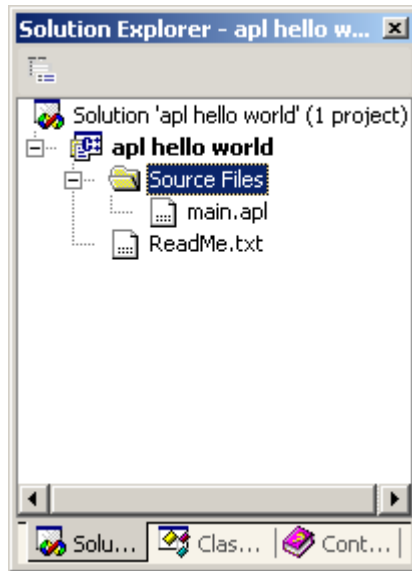 Solution Explorer - apl hello w...
Solution 'apl hello world' (1 project)
apl hello world
Source Files
main.apl
ReadMe.txt
Solu... Clas... Cont...